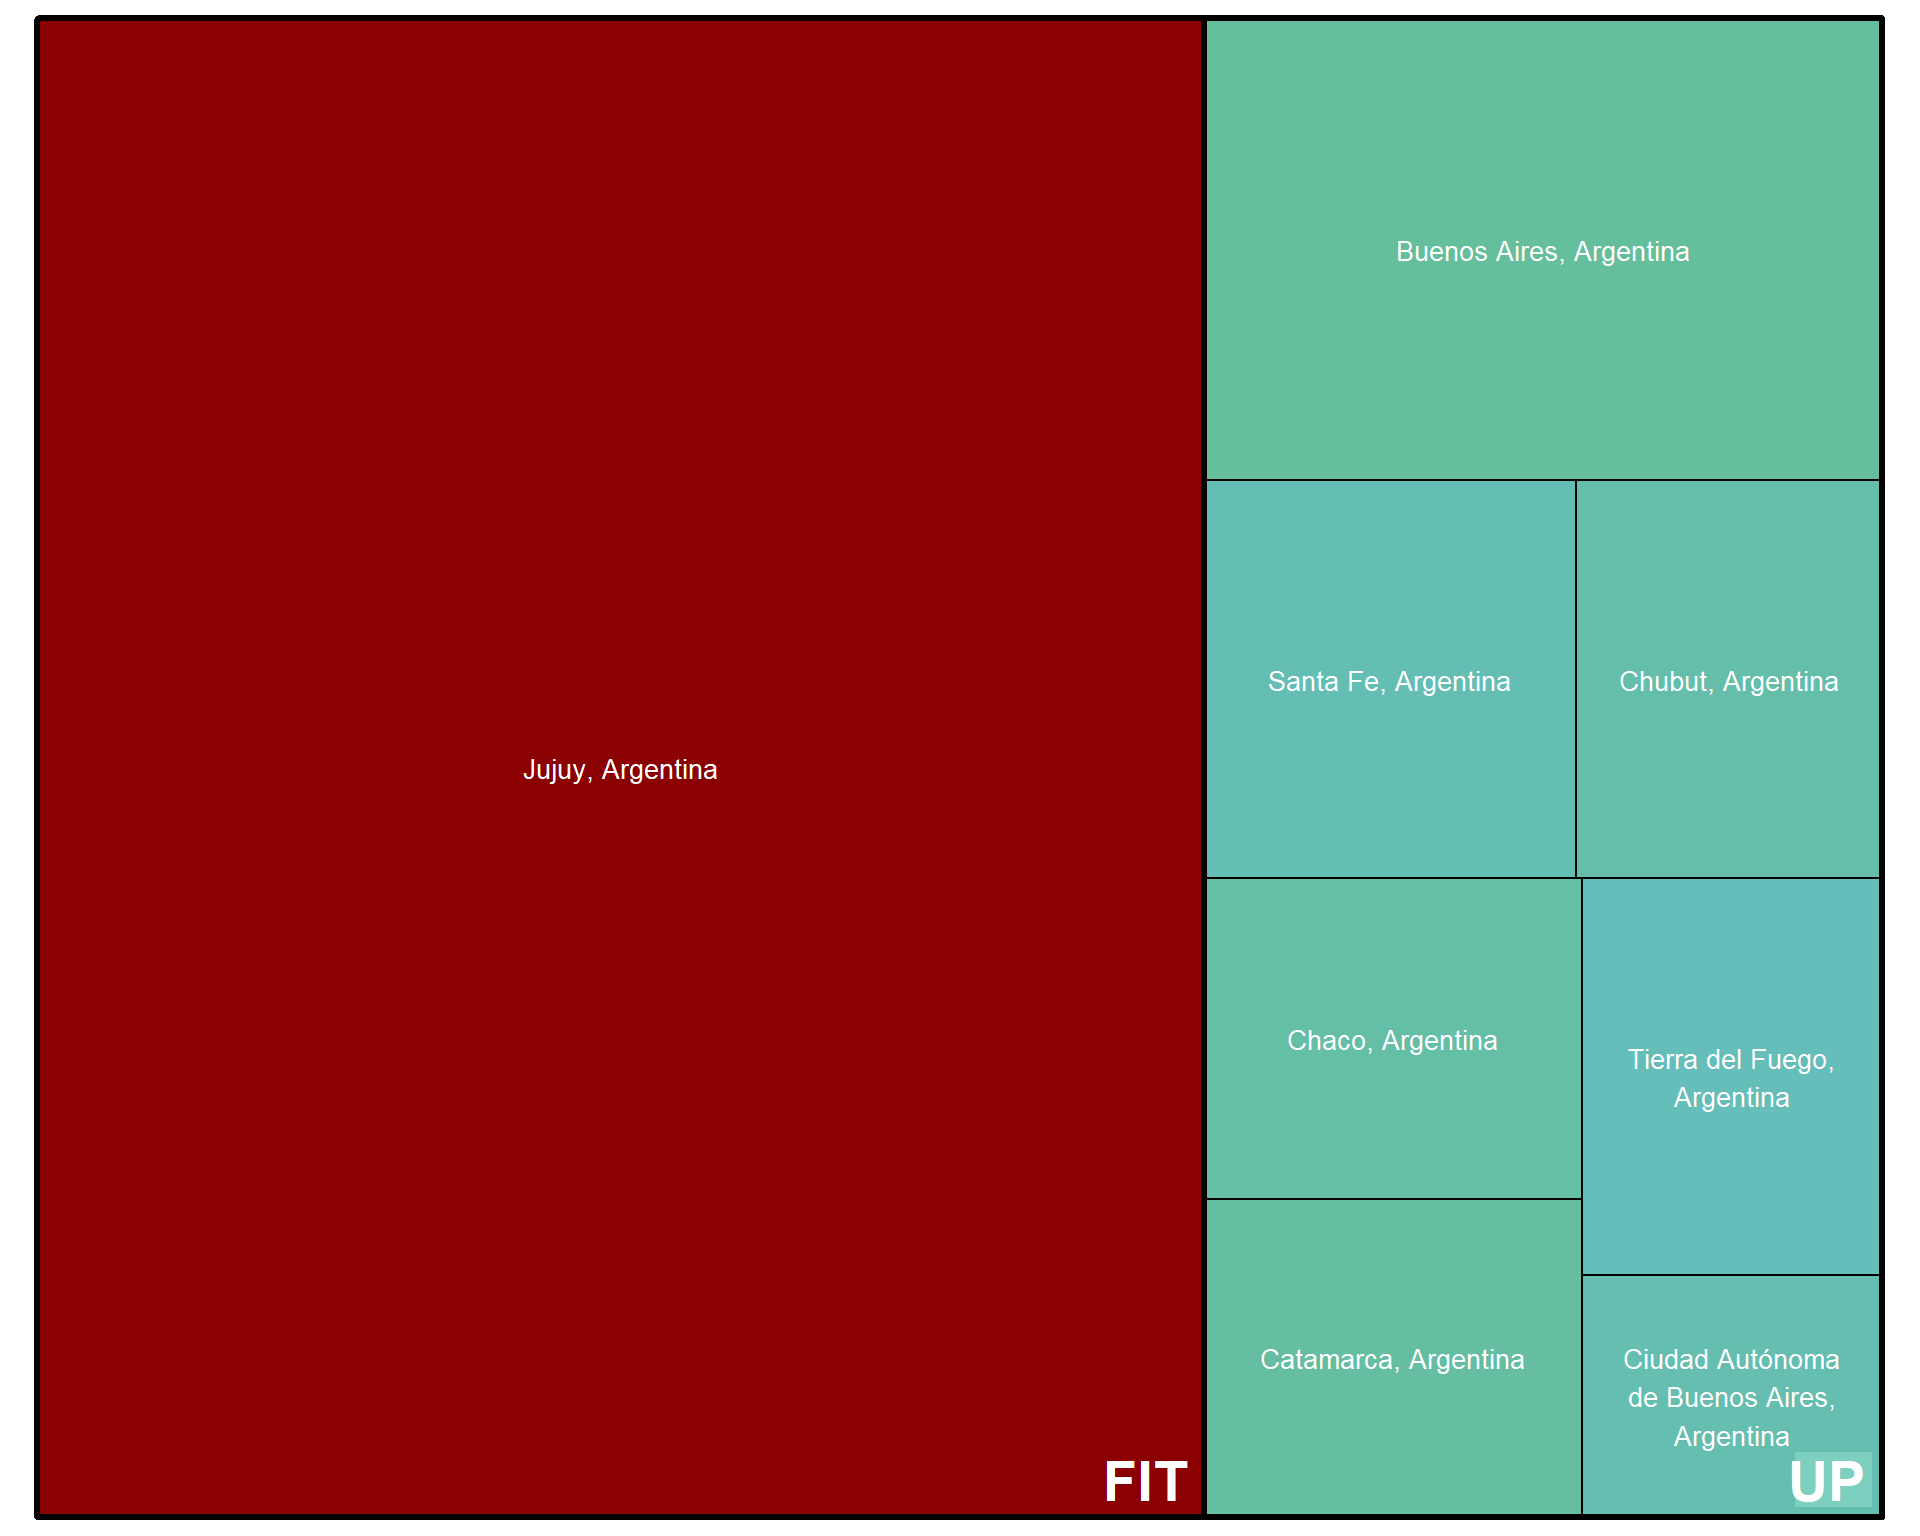 Jujuy, Argentina
FIT
Buenos Aires, Argentina
Santa Fe, Argentina
Chubut, Argentina
Chaco, Argentina
Tierra del Fuego,
Argentina
Catamarca, Argentina
Ciudad Autónoma
de Buenos Aires,
Argentina
UP